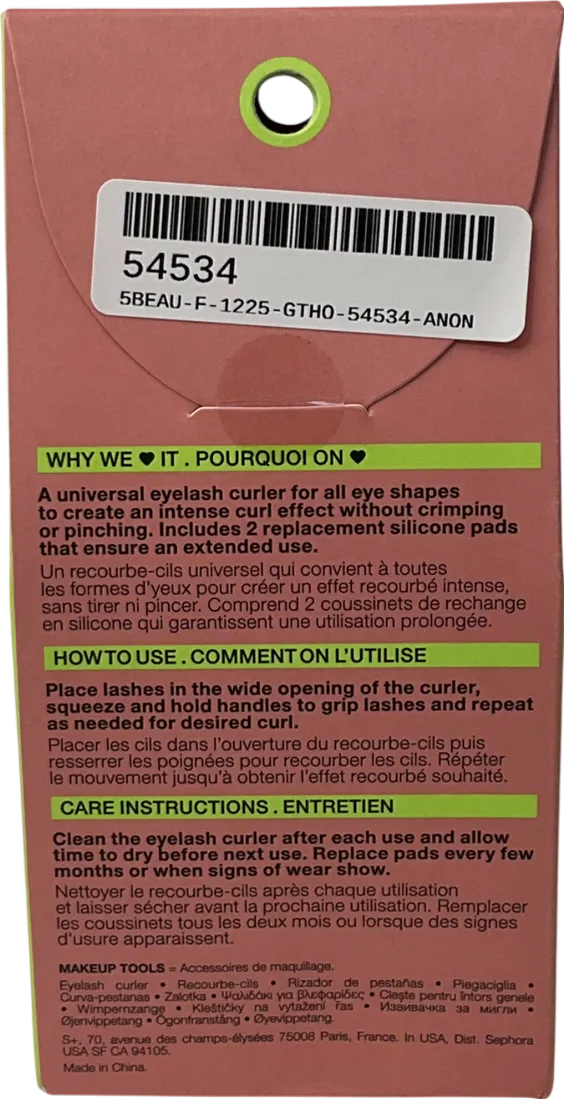 54534
5BEAU-F-1225-GTHO-54534-ANON
WHY WE ♥ IT . POURQUOI ON ♥
A universal eyelash curler for all eye shapes
to create an intense curl effect without crimping
or pinching. Includes 2 replacement silicone pads
that ensure an extended use.
Un recourbe-cils universel qui convient à toutes
les formes d'yeux pour créer un effet recourbé intense,
sans tirer ni pincer. Comprend 2 coussinets de rechange
en silicone qui garantissent une utilisation prolongée.
HOW TO USE . COMMENT ON L'UTILISE
Place lashes in the wide opening of the curler,
squeeze and hold handles to grip lashes and repeat
as needed for desired curl.
Placer les cils dans l'ouverture du recourbe-cils puis
resserrer les poignées pour recourber les cils. Répéter
le mouvement jusqu'à obtenir l'effet recourbé souhaité.
CARE INSTRUCTIONS . ENTRETIEN
Clean the eyelash curler after each use and allow
time to dry before next use. Replace pads every few
months or when signs of wear show.
Nettoyer le recourbe-cils après chaque utilisation
et laisser sécher avant la prochaine utilisation. Remplacer
les coussinets tous les deux mois ou lorsque des signes
d'usure apparaissent.
MAKEUP TOOLS = Accessoires de maquillage.
Eyelash curler • Recourbe-cils • Rizador de pestañas • Piegaciglia •
Curva-pestanas • Zalotka • Ψαλιδάκι για βλεφαρίδες • Clește pentru întors genele
• Wimpernzange • Kleštičky na vytažení řas • Извивачка за мигли •
Øjenvippetang • Ögonfranstång • Øyevippetang.
S+, 70, avenue des champs-élysées 75008 Paris, France. In USA, Dist. Sephora
USA SF CA 94105.
Made in China.